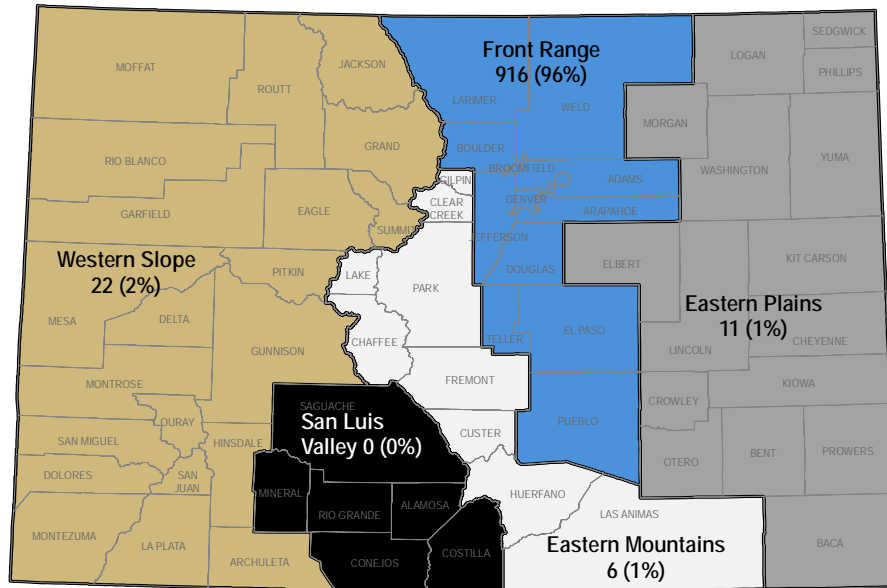 Front Range
916 (96%)
Western Slope
22 (2%)
San Luis
Valley 0 (0%)
Eastern Plains
11 (1%)
Eastern Mountains
6 (1%)
MOFFAT
ROUTT
JACKSON
LARIMER
WELD
LOGAN
SEDGWICK
PHILLIPS
MORGAN
RIO BLANCO
GRAND
BOULDER
BROOMFIELD
GILPIN
ADAMS
WASHINGTON
YUMA
CLEAR
CREEK
DENVER
ARAPAHOE
GARFIELD
EAGLE
SUMMIT
JEFFERSON
DOUGLAS
ELBERT
KIT CARSON
PITKIN
LAKE
PARK
MESA
DELTA
CHAFFEE
TELLER
EL PASO
LINCOLN
CHEYENNE
GUNNISON
FREMONT
MONTROSE
KIOWA
CROWLEY
SAGUACHE
OURAY
CUSTER
PUEBLO
SAN MIGUEL
HINSDALE
OTERO
BENT
PROWERS
DOLORES
SAN
JUAN
MINERAL
RIO GRANDE
ALAMOSA
HUERFANO
LAS ANIMAS
MONTEZUMA
LA PLATA
ARCHULETA
CONEJOS
COSTILLA
BACA